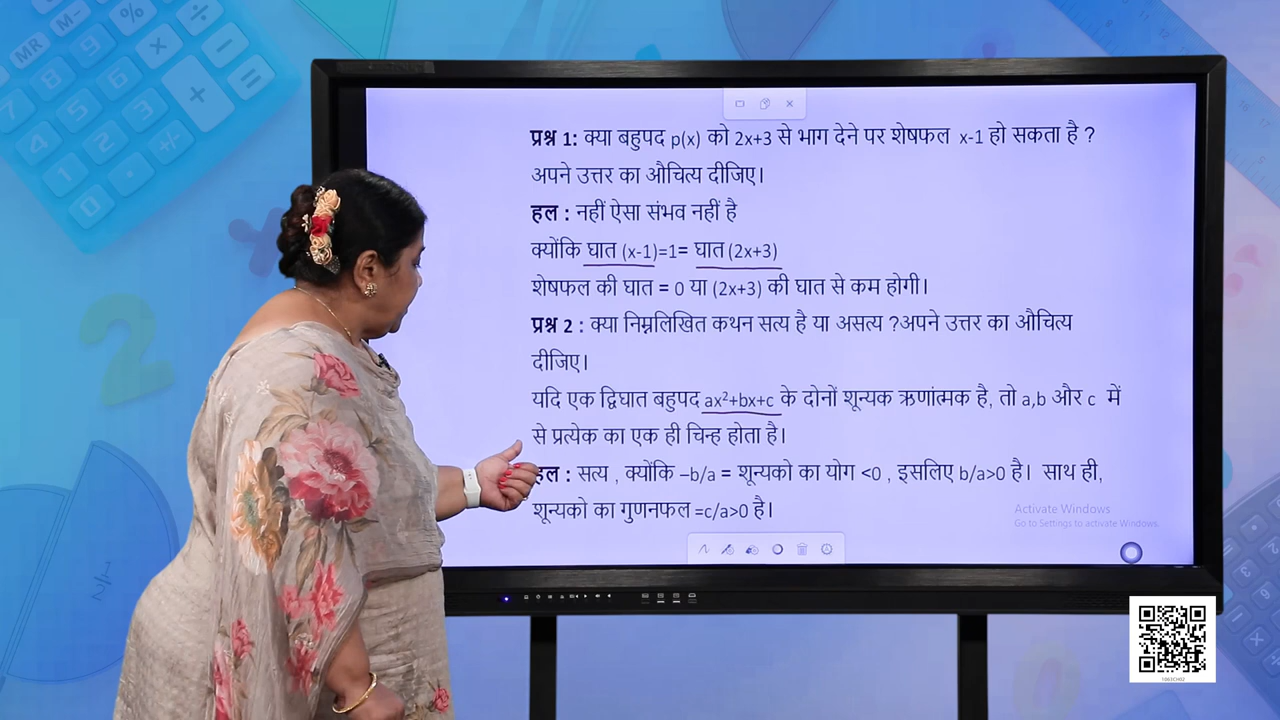 प्रश्न 1: क्या बहुपद p(x) को 2x+3 से भाग देने पर शेषफल x-1 हो सकता है ?
अपने उत्तर का औचित्य दीजिए।
हल : नहीं ऐसा संभव नहीं है
क्योंकि घात (x-1)=1= घात (2x+3)
शेषफल की घात = 0 या (2x+3) की घात से कम होगी।
प्रश्न 2 : क्या निम्नलिखित कथन सत्य है या असत्य ?अपने उत्तर का औचित्य
दीजिए।
यदि एक द्विघात बहुपद ax²+bx+c के दोनों शून्यक ऋणांत्मक है, तो a,b और c में
से प्रत्येक का एक ही चिन्ह होता है।
हल : सत्य , क्योंकि –b/a = शून्यको का योग <0 , इसलिए b/a>0 है। साथ ही,
शून्यको का गुणनफल =c/a>0 है।
Activate Windows
Go to Settings to activate Windows.
1063CH02